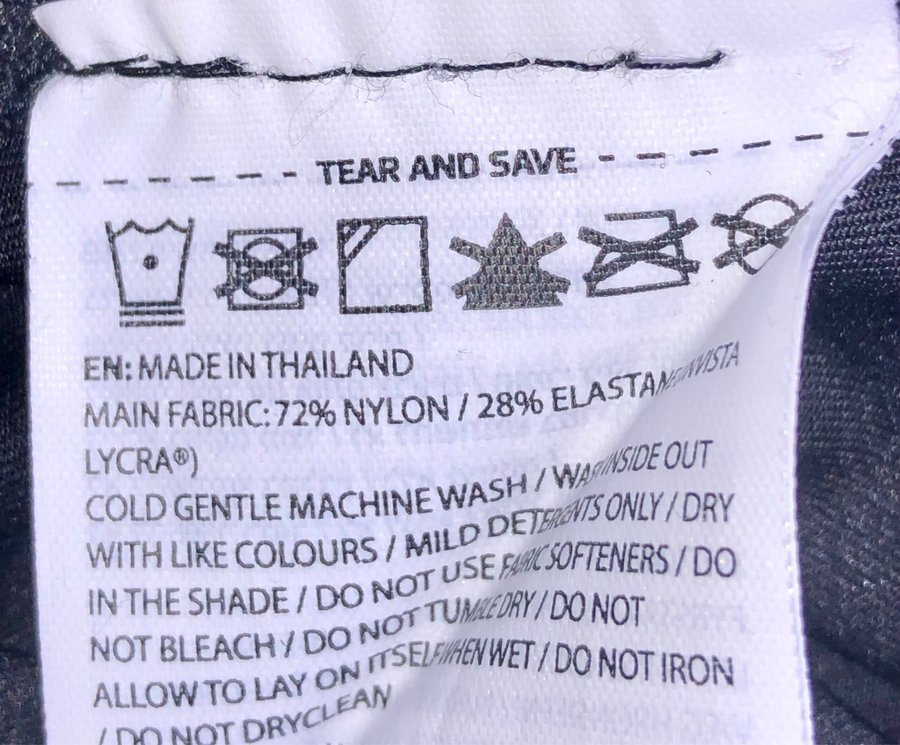 TEAR AND SAVE
EN: MADE IN THAILAND
MAIN FABRIC: 72% NYLON / 28% ELASTANE (INVISTA
LYCRA®)
COLD GENTLE MACHINE WASH / WASH INSIDE OUT
WITH LIKE COLOURS / MILD DETERGENTS ONLY / DRY
IN THE SHADE / DO NOT USE FABRIC SOFTENERS / DO
NOT BLEACH / DO NOT TUMBLE DRY / DO NOT
ALLOW TO LAY ON ITSELF WHEN WET / DO NOT IRON
/ DO NOT DRYCLEAN